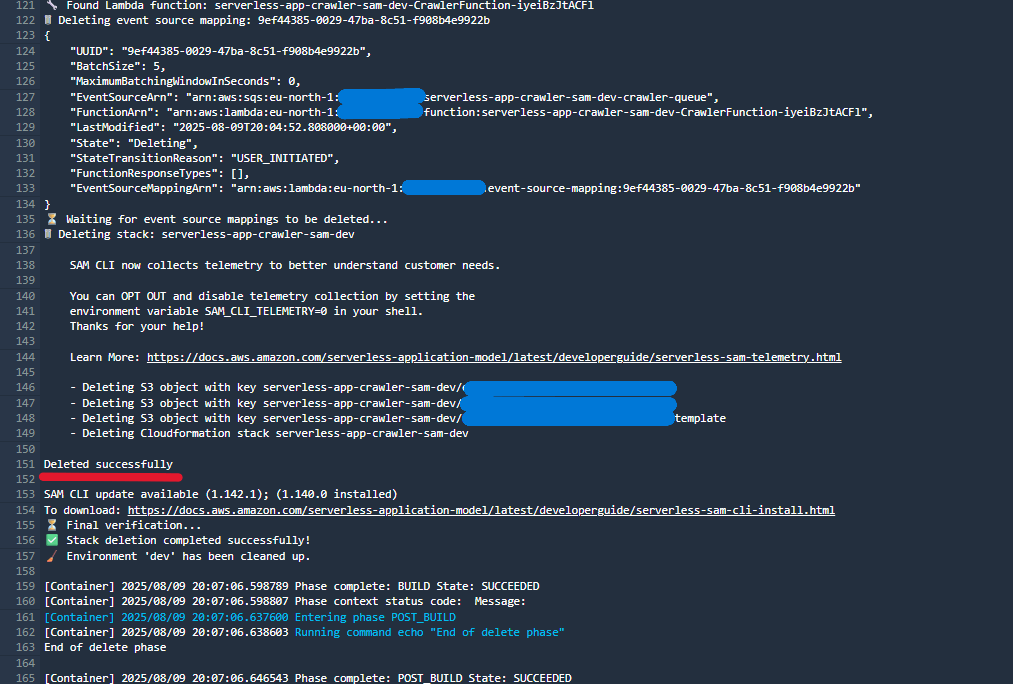 121 Found Lambda function: serverless-app-crawler-sam-dev-CrawlerFunction-iyeiBzJtACFl
122 Deleting event source mapping: 9ef44385-0029-47ba-8c51-f908b4e9922b
123 {
124 "UUID": "9ef44385-0029-47ba-8c51-f908b4e9922b",
125 "BatchSize": 5,
126 "MaximumBatchingWindowInSeconds": 0,
127 "EventSourceArn": "arn:aws:sqs:eu-north-1: serverless-app-crawler-sam-dev-crawler-queue",
128 "FunctionArn": "arn:aws:lambda:eu-north-1: function:serverless-app-crawler-sam-dev-CrawlerFunction-iyeiBzJtACFl",
129 "LastModified": "2025-08-09T20:04:52.808000+00:00",
130 "State": "Deleting",
131 "StateTransitionReason": "USER_INITIATED",
132 "FunctionResponseTypes": [],
133 "EventSourceMappingArn": "arn:aws:lambda:eu-north-1: event-source-mapping:9ef44385-0029-47ba-8c51-f908b4e9922b"
134 }
135 ⏳ Waiting for event source mappings to be deleted...
136 Deleting stack: serverless-app-crawler-sam-dev
137
138 SAM CLI now collects telemetry to better understand customer needs.
139
140 You can OPT OUT and disable telemetry collection by setting the
141 environment variable SAM_CLI_TELEMETRY=0 in your shell.
142 Thanks for your help!
143
144 Learn More: https://docs.aws.amazon.com/serverless-application-model/latest/developerguide/serverless-sam-telemetry.html
145
146 - Deleting S3 object with key serverless-app-crawler-sam-dev/
147 - Deleting S3 object with key serverless-app-crawler-sam-dev/
148 - Deleting S3 object with key serverless-app-crawler-sam-dev/ template
149 - Deleting Cloudformation stack serverless-app-crawler-sam-dev
150
151 Deleted successfully
152
153 SAM CLI update available (1.142.1); (1.140.0 installed)
154 To download: https://docs.aws.amazon.com/serverless-application-model/latest/developerguide/serverless-sam-cli-install.html
155 ⏳ Final verification...
156 ✅ Stack deletion completed successfully!
157 🧹 Environment 'dev' has been cleaned up.
158
159 [Container] 2025/08/09 20:07:06.598789 Phase complete: BUILD State: SUCCEEDED
160 [Container] 2025/08/09 20:07:06.598807 Phase context status code:  Message:
161 [Container] 2025/08/09 20:07:06.637600 Entering phase POST_BUILD
162 [Container] 2025/08/09 20:07:06.638603 Running command echo "End of delete phase"
163 End of delete phase
164
165 [Container] 2025/08/09 20:07:06.646543 Phase complete: POST_BUILD State: SUCCEEDED